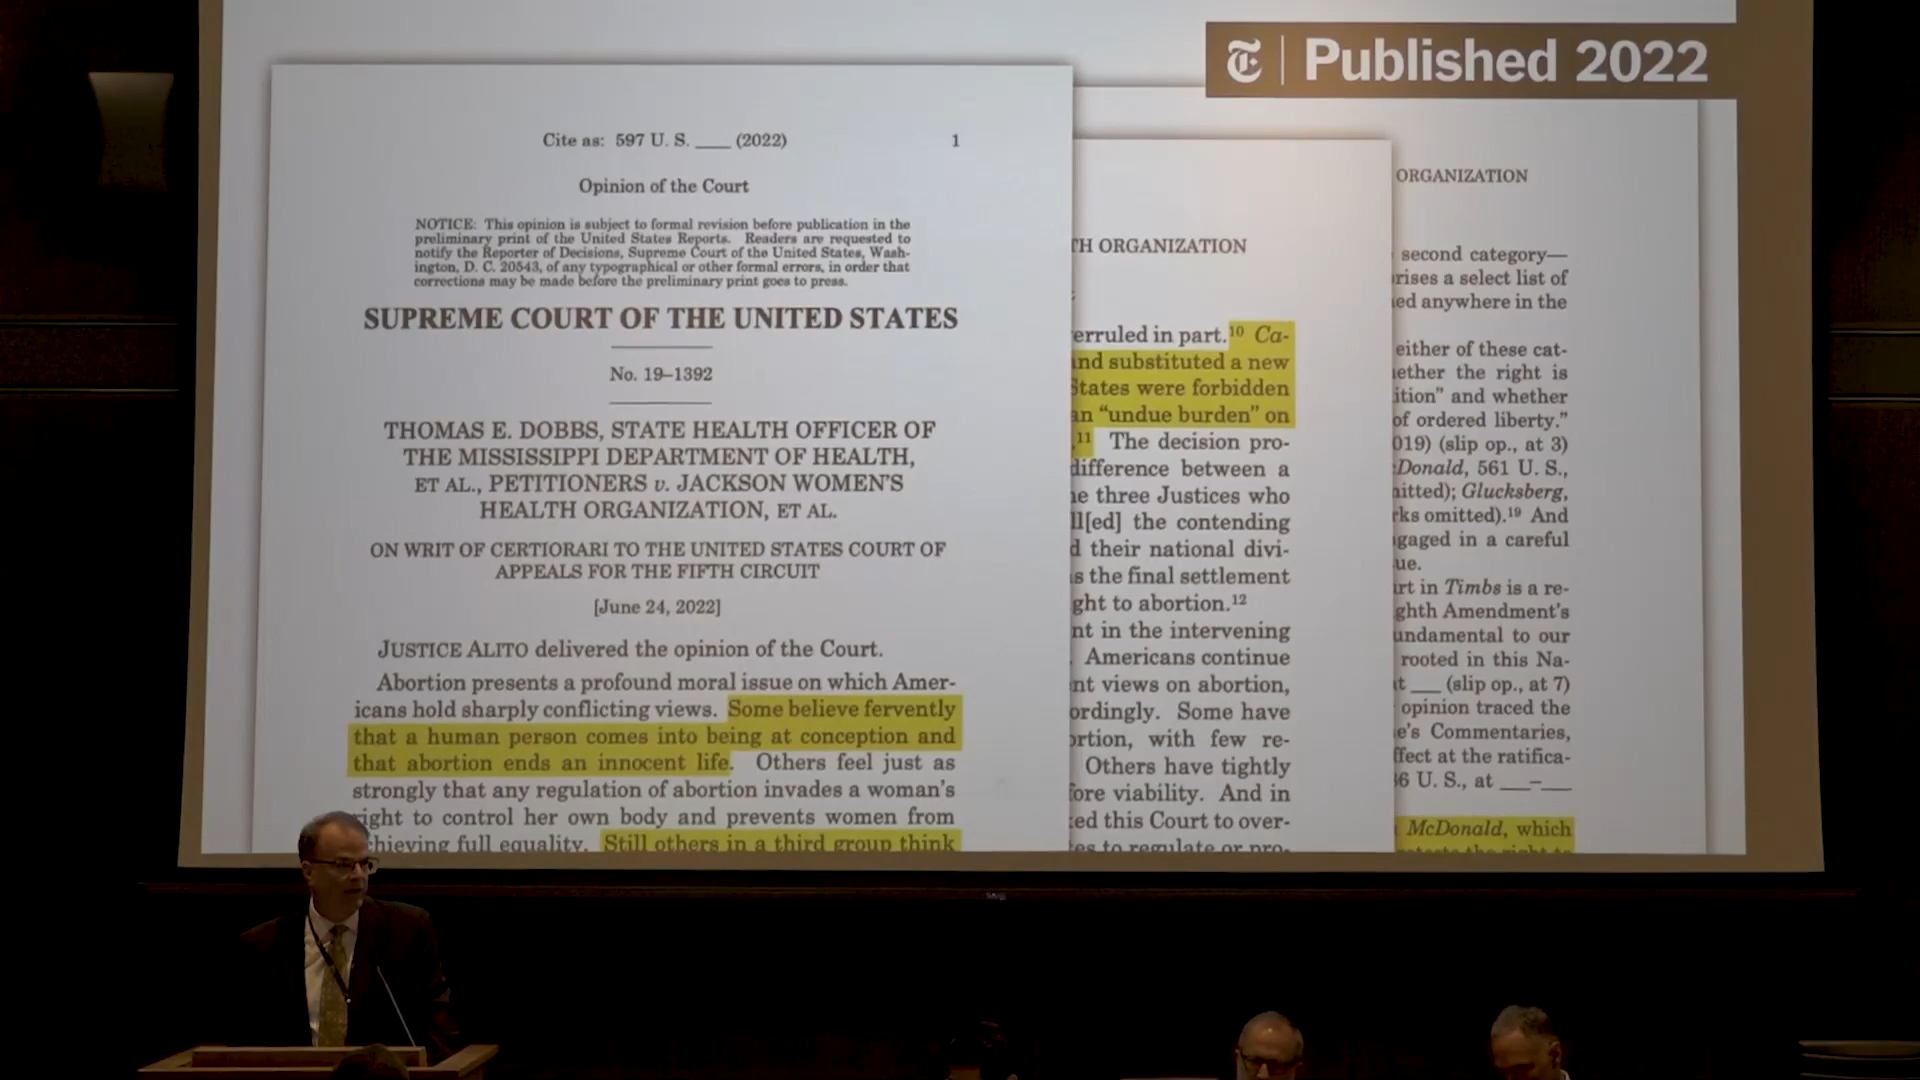 Published 2022
Cite as: 597 U. S. ____ (2022) 1
Opinion of the Court
NOTICE: This opinion is subject to formal revision before publication in the
preliminary print of the United States Reports. Readers are requested to
notify the Reporter of Decisions, Supreme Court of the United States, Wash-
ington, D. C. 20543, of any typographical or other formal errors, in order that
corrections may be made before the preliminary print goes to press.
SUPREME COURT OF THE UNITED STATES
No. 19–1392
THOMAS E. DOBBS, STATE HEALTH OFFICER OF
THE MISSISSIPPI DEPARTMENT OF HEALTH,
ET AL., PETITIONERS v. JACKSON WOMEN'S
HEALTH ORGANIZATION, ET AL.
ON WRIT OF CERTIORARI TO THE UNITED STATES COURT OF
APPEALS FOR THE FIFTH CIRCUIT
[June 24, 2022]
JUSTICE ALITO delivered the opinion of the Court.
Abortion presents a profound moral issue on which Amer-
icans hold sharply conflicting views. Some believe fervently
that a human person comes into being at conception and
that abortion ends an innocent life. Others feel just as
strongly that any regulation of abortion invades a woman's
right to control her own body and prevents women from
achieving full equality. Still others in a third group think
TH ORGANIZATION
erruled in part.10 Ca-
nd substituted a new
States were forbidden
an “undue burden” on
.11 The decision pro-
difference between a
e three Justices who
ll[ed] the contending
d their national divi-
s the final settlement
ght to abortion.12
nt in the intervening
. Americans continue
nt views on abortion,
ordingly. Some have
ortion, with few re-
Others have tightly
fore viability. And in
ked this Court to over-
es to regulate or pro-
ORGANIZATION
second category—
rises a select list of
ed anywhere in the
either of these cat-
ether the right is
ition” and whether
of ordered liberty.”
019) (slip op., at 3)
Donald, 561 U. S.,
itted); Glucksberg,
rks omitted).19 And
gaged in a careful
ue.
rt in Timbs is a re-
ghth Amendment's
undamental to our
rooted in this Na-
t ___ (slip op., at 7)
opinion traced the
e's Commentaries,
ffect at the ratifica-
6 U. S., at ___–___
McDonald, which